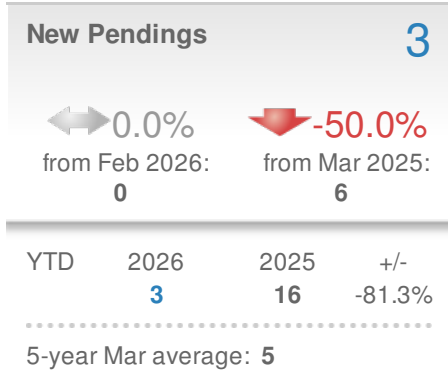 New Pendings 3
0.0% -50.0%
from Feb 2026: from Mar 2025:
0 6
YTD 2026 2025 +/-
3 16 -81.3%
5-year Mar average: 5